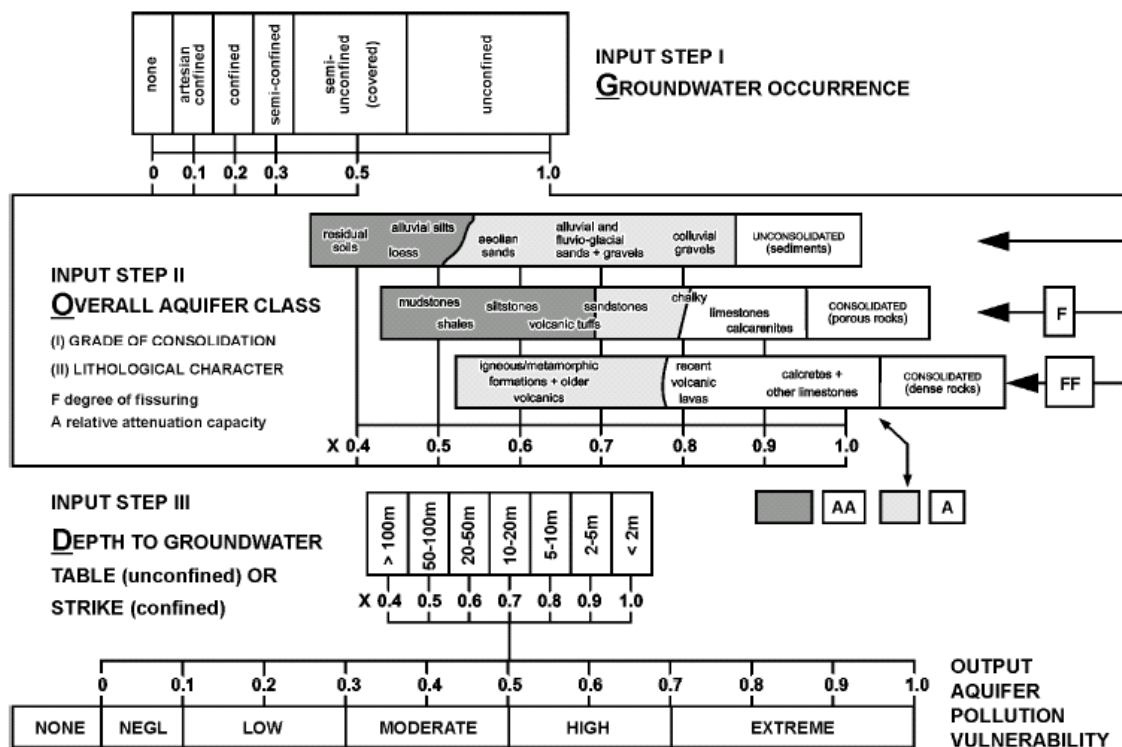 none
artesian
confined
confined
semi-confined
semi-
unconfined
(covered)
unconfined
INPUT STEP I
GROUNDWATER OCCURRENCE
0 0.1 0.2 0.3 0.5 1.0
INPUT STEP II
OVERALL AQUIFER CLASS
(I) GRADE OF CONSOLIDATION
(II) LITHOLOGICAL CHARACTER
F degree of fissuring
A relative attenuation capacity
residual
soils
alluvial silts
loess
aeolian
sands
alluvial and
fluvio-glacial
sands + gravels
colluvial
gravels
UNCONSOLIDATED
(sediments)
mudstones
shales
siltstones
volcanic tuffs
sandstones
chalky
limestones
calcarenites
CONSOLIDATED
(porous rocks)
F
igneous/metamorphic
formations + older
volcanics
recent
volcanic
lavas
calcretes +
other limestones
CONSOLIDATED
(dense rocks)
FF
X 0.4 0.5 0.6 0.7 0.8 0.9 1.0
AA
A
INPUT STEP III
DEPTH TO GROUNDWATER
TABLE (unconfined) OR
STRIKE (confined)
> 100m
50-100m
20-50m
10-20m
5-10m
2-5m
< 2m
X 0.4 0.5 0.6 0.7 0.8 0.9 1.0
0 0.1 0.2 0.3 0.4 0.5 0.6 0.7 0.8 0.9 1.0
NONE NEGL LOW MODERATE HIGH EXTREME
OUTPUT
AQUIFER
POLLUTION
VULNERABILITY